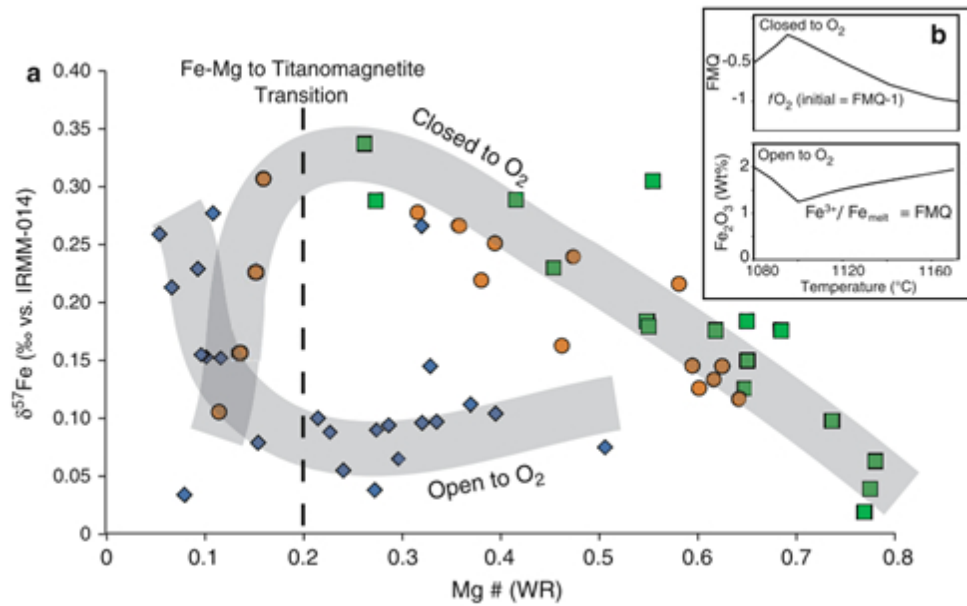 a
Fe-Mg to Titanomagnetite
Transition
Closed to O₂
Open to O₂
δ⁵⁷Fe (‰ vs. IRMM-014)
0.40
0.35
0.30
0.25
0.20
0.15
0.10
0.05
0
0
0.1
0.2
0.3
0.4
0.5
0.6
0.7
0.8
Mg # (WR)
b
Closed to O₂
FMQ
-0.5
-1
fO₂ (initial = FMQ-1)
Open to O₂
Fe₂O₃ (Wt%)
2
1
0
Fe³⁺/ Feₘₑₗₜ = FMQ
1080
1120
1160
Temperature (°C)